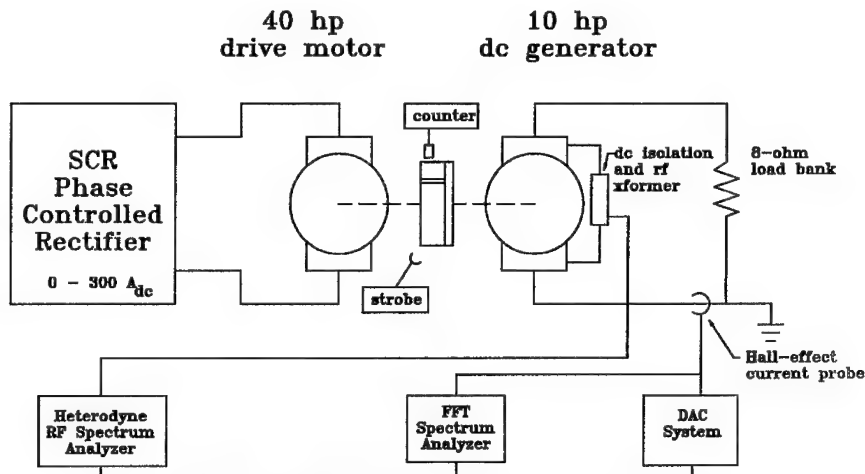 40 hp
drive motor
10 hp
dc generator
counter
SCR
Phase
Controlled
Rectifier
0 - 300 Adc
dc isolation
and rf
xformer
8-ohm
load bank
strobe
Hall-effect
current probe
Heterodyne
RF Spectrum
Analyzer
FFT
Spectrum
Analyzer
DAC
System